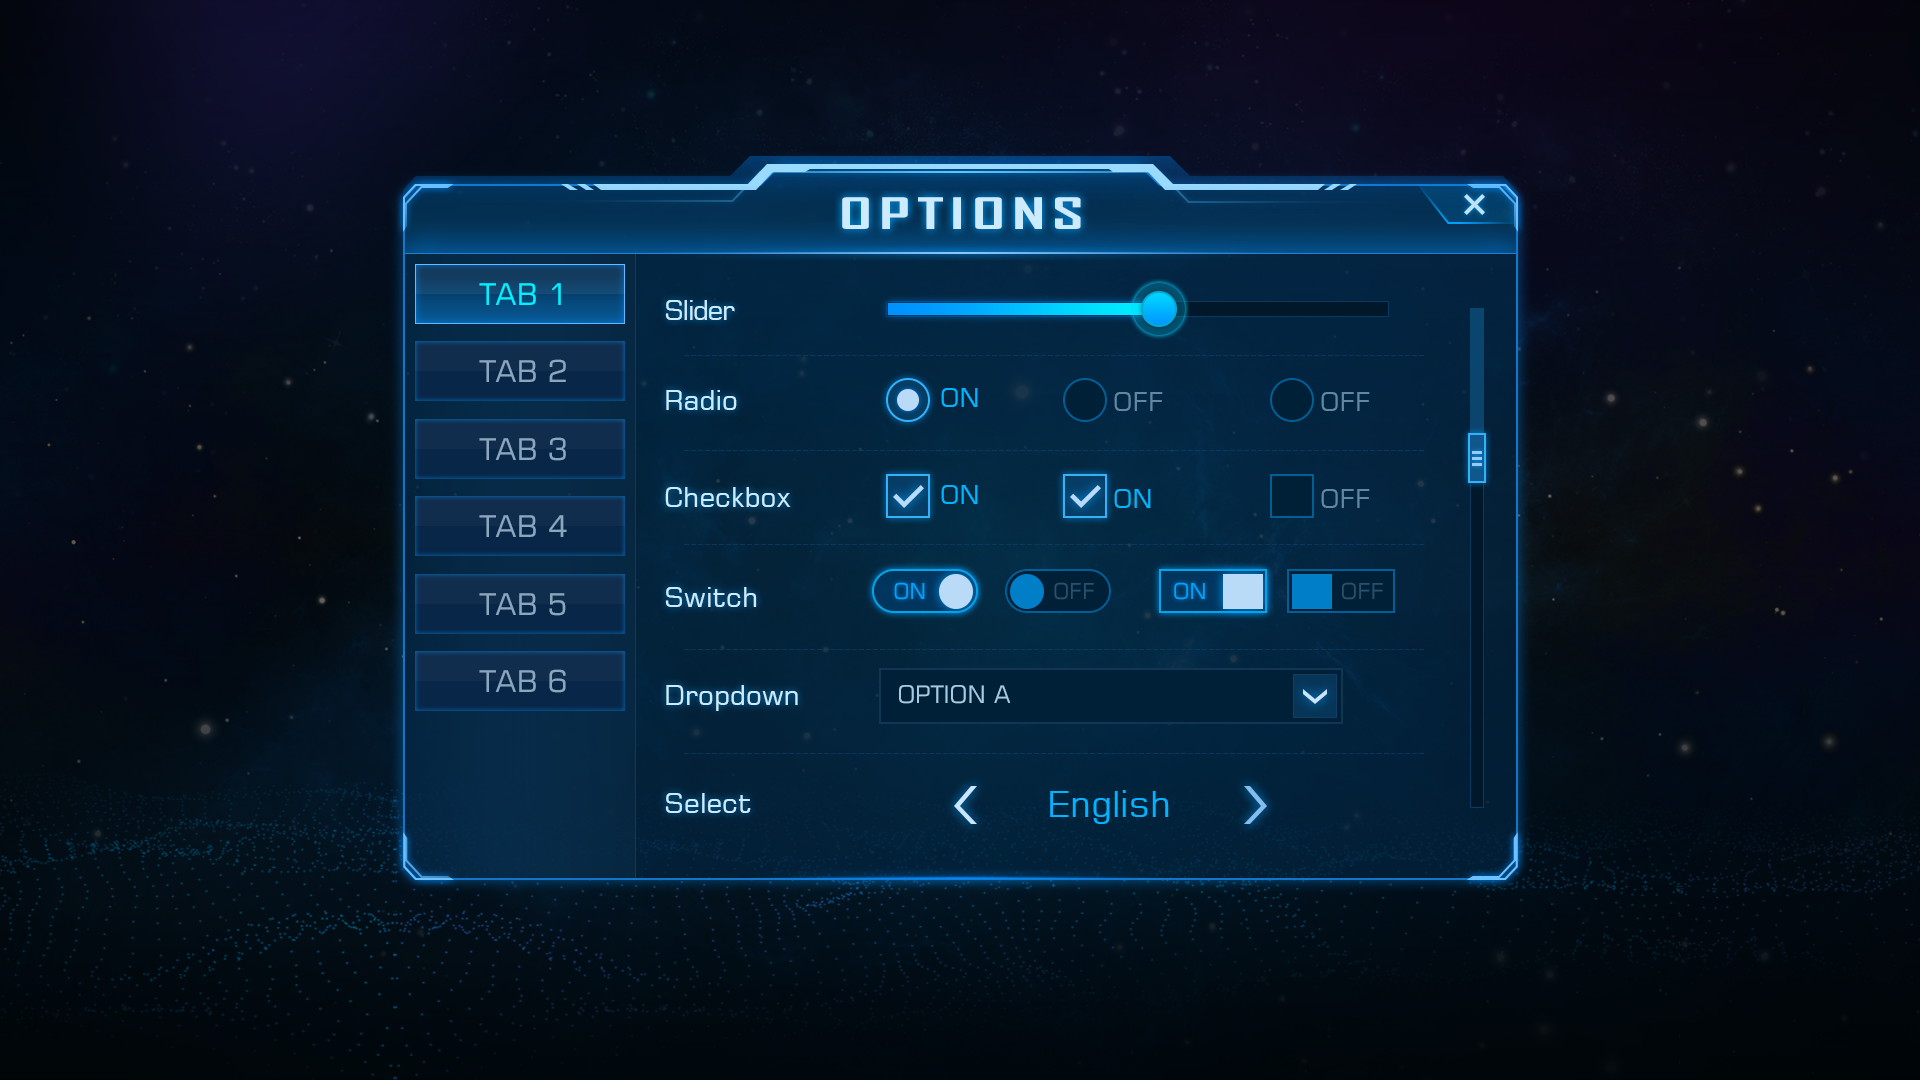 OPTIONS
TAB 1
TAB 2
TAB 3
TAB 4
TAB 5
TAB 6
Slider
Radio ON OFF OFF
Checkbox ON ON OFF
Switch ON OFF ON OFF
Dropdown OPTION A
Select English